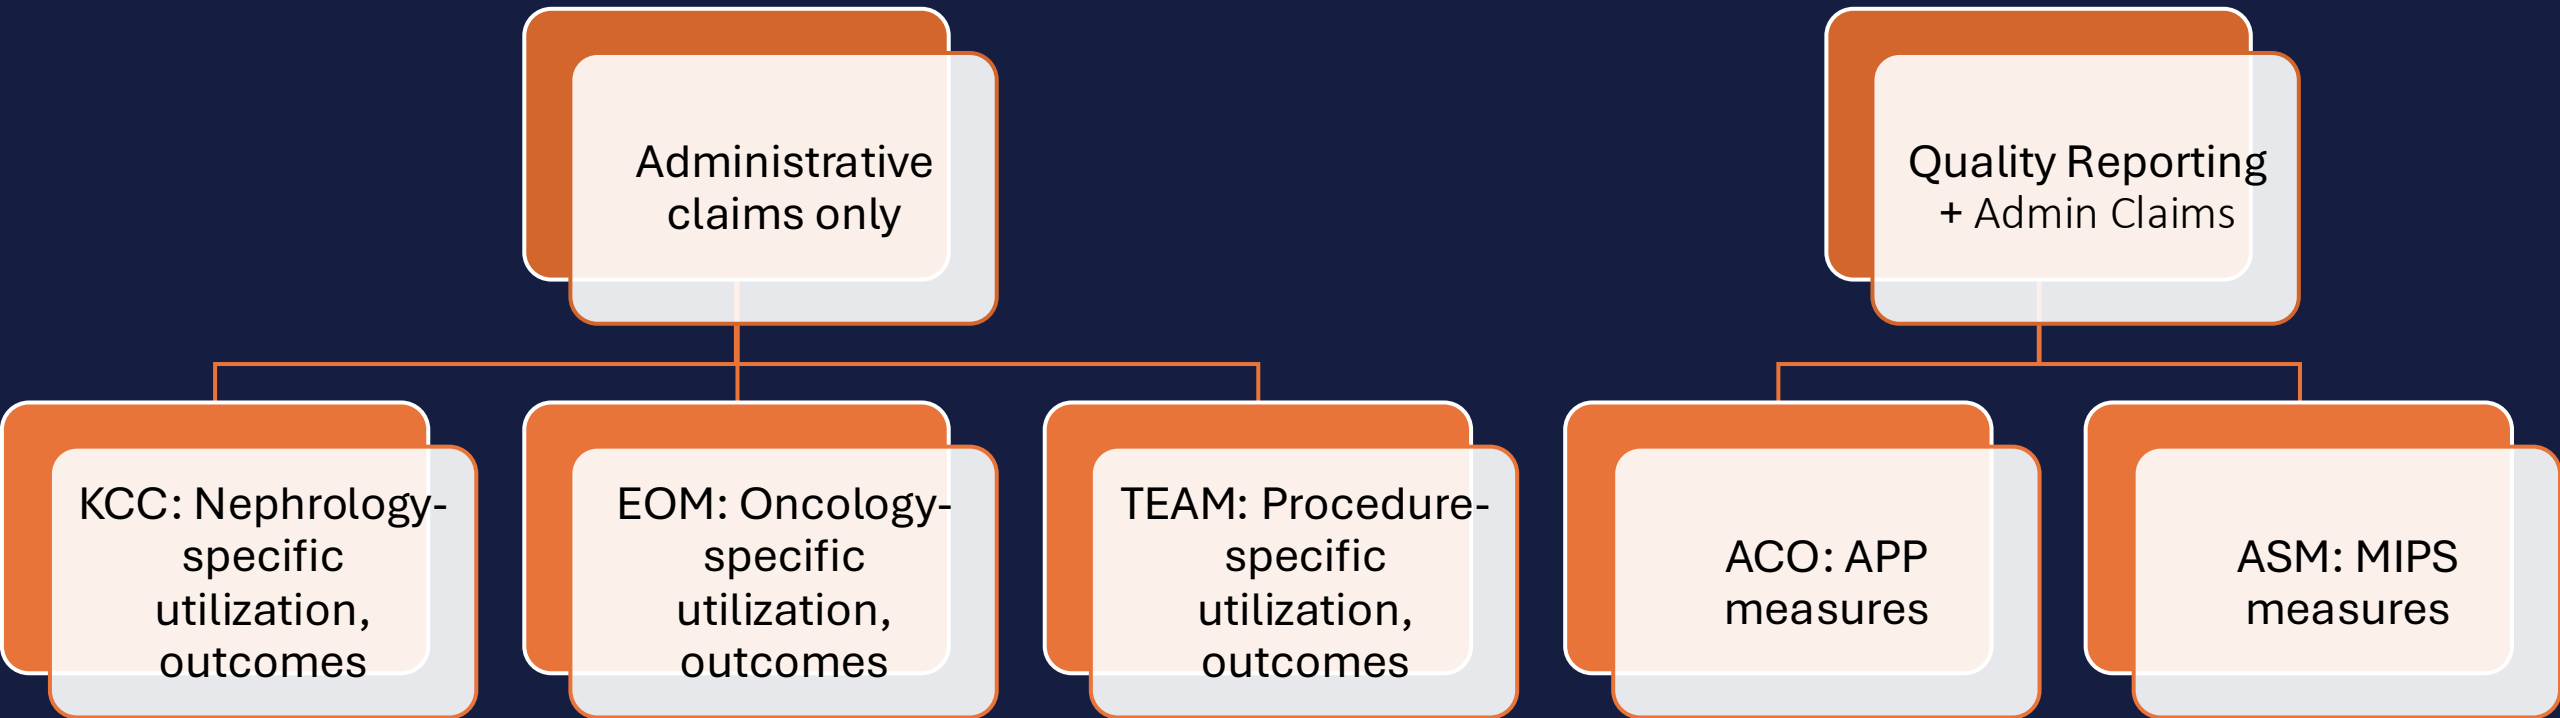 Administrative
claims only
Quality Reporting
+ Admin Claims
KCC: Nephrology-
specific
utilization,
outcomes
EOM: Oncology-
specific
utilization,
outcomes
TEAM: Procedure-
specific
utilization,
outcomes
ACO: APP
measures
ASM: MIPS
measures